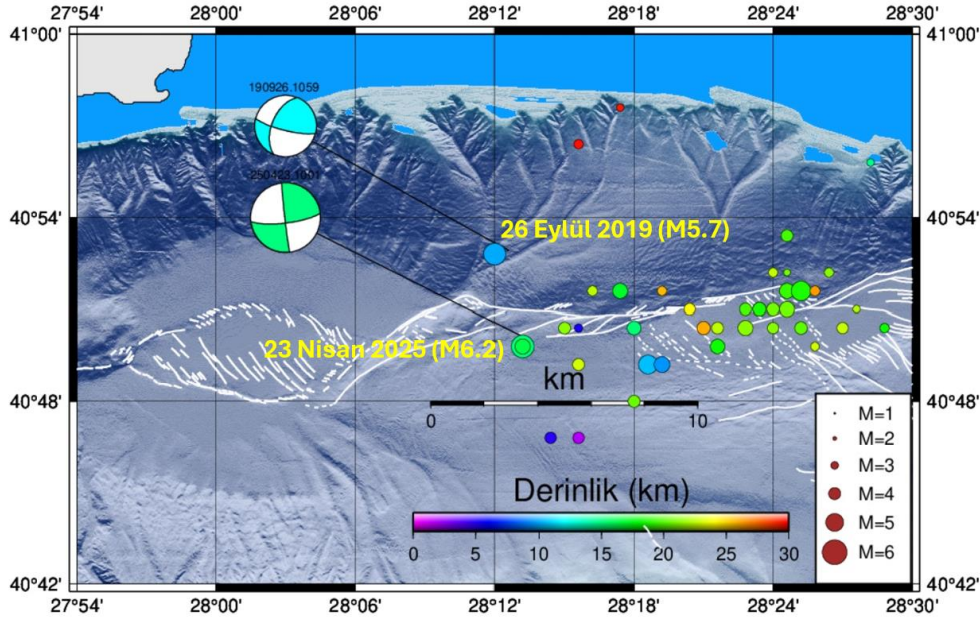 27°54' 28°00' 28°06' 28°12' 28°18' 28°24' 28°30'
41°00' 41°00'
190926.1059
250423.1001
40°54' 40°54'
26 Eylül 2019 (M5.7)
23 Nisan 2025 (M6.2)
km
0 10
40°48' 40°48'
M=1
M=2
M=3
M=4
M=5
M=6
Derinlik (km)
0 5 10 15 20 25 30
40°42' 40°42'
27°54' 28°00' 28°06' 28°12' 28°18' 28°24' 28°30'